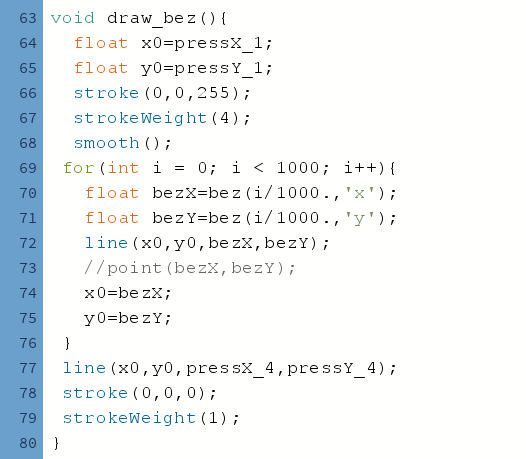 63 void draw_bez(){
64   float x0=pressX_1;
65   float y0=pressY_1;
66   stroke(0,0,255);
67   strokeWeight(4);
68   smooth();
69  for(int i = 0; i < 1000; i++){
70    float bezX=bez(i/1000.,'x');
71    float bezY=bez(i/1000.,'y');
72    line(x0,y0,bezX,bezY);
73    //point(bezX,bezY);
74    x0=bezX;
75    y0=bezY;
76  }
77  line(x0,y0,pressX_4,pressY_4);
78  stroke(0,0,0);
79  strokeWeight(1);
80 }